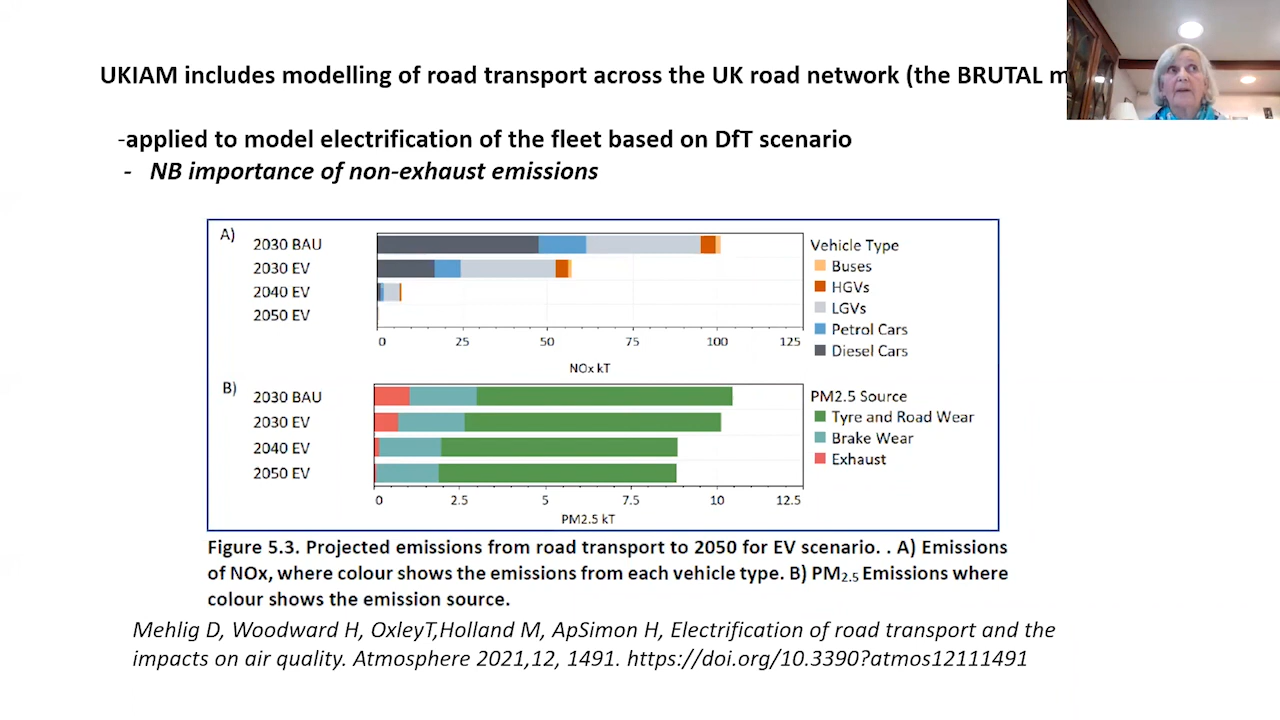 UKIAM includes modelling of road transport across the UK road network (the BRUTAL
-applied to model electrification of the fleet based on DfT scenario
- NB importance of non-exhaust emissions
A)
2030 BAU
2030 EV
2040 EV
2050 EV
0 25 50 75 100 125
NOx kT
Vehicle Type
Buses
HGVs
LGVs
Petrol Cars
Diesel Cars
B)
2030 BAU
2030 EV
2040 EV
2050 EV
0 2.5 5 7.5 10 12.5
PM2.5 kT
PM2.5 Source
Tyre and Road Wear
Brake Wear
Exhaust
Figure 5.3. Projected emissions from road transport to 2050 for EV scenario. . A) Emissions
of NOx, where colour shows the emissions from each vehicle type. B) PM₂.₅ Emissions where
colour shows the emission source.
Mehlig D, Woodward H, OxleyT,Holland M, ApSimon H, Electrification of road transport and the
impacts on air quality. Atmosphere 2021,12, 1491. https://doi.org/10.3390?atmos12111491